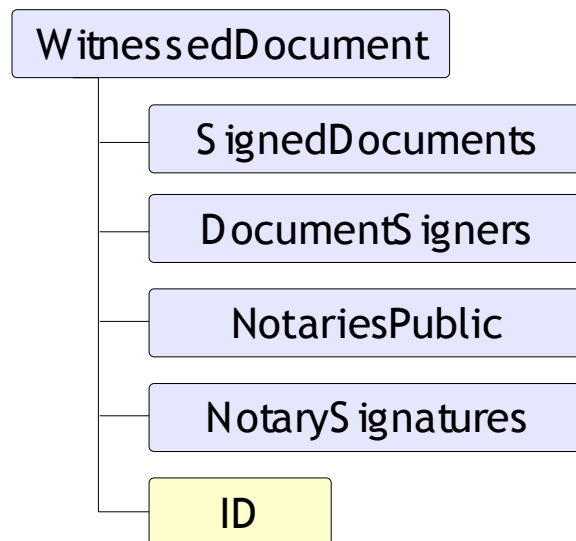 WitnessedDocument
SignedDocuments
DocumentSigners
NotariesPublic
NotarySignatures
ID